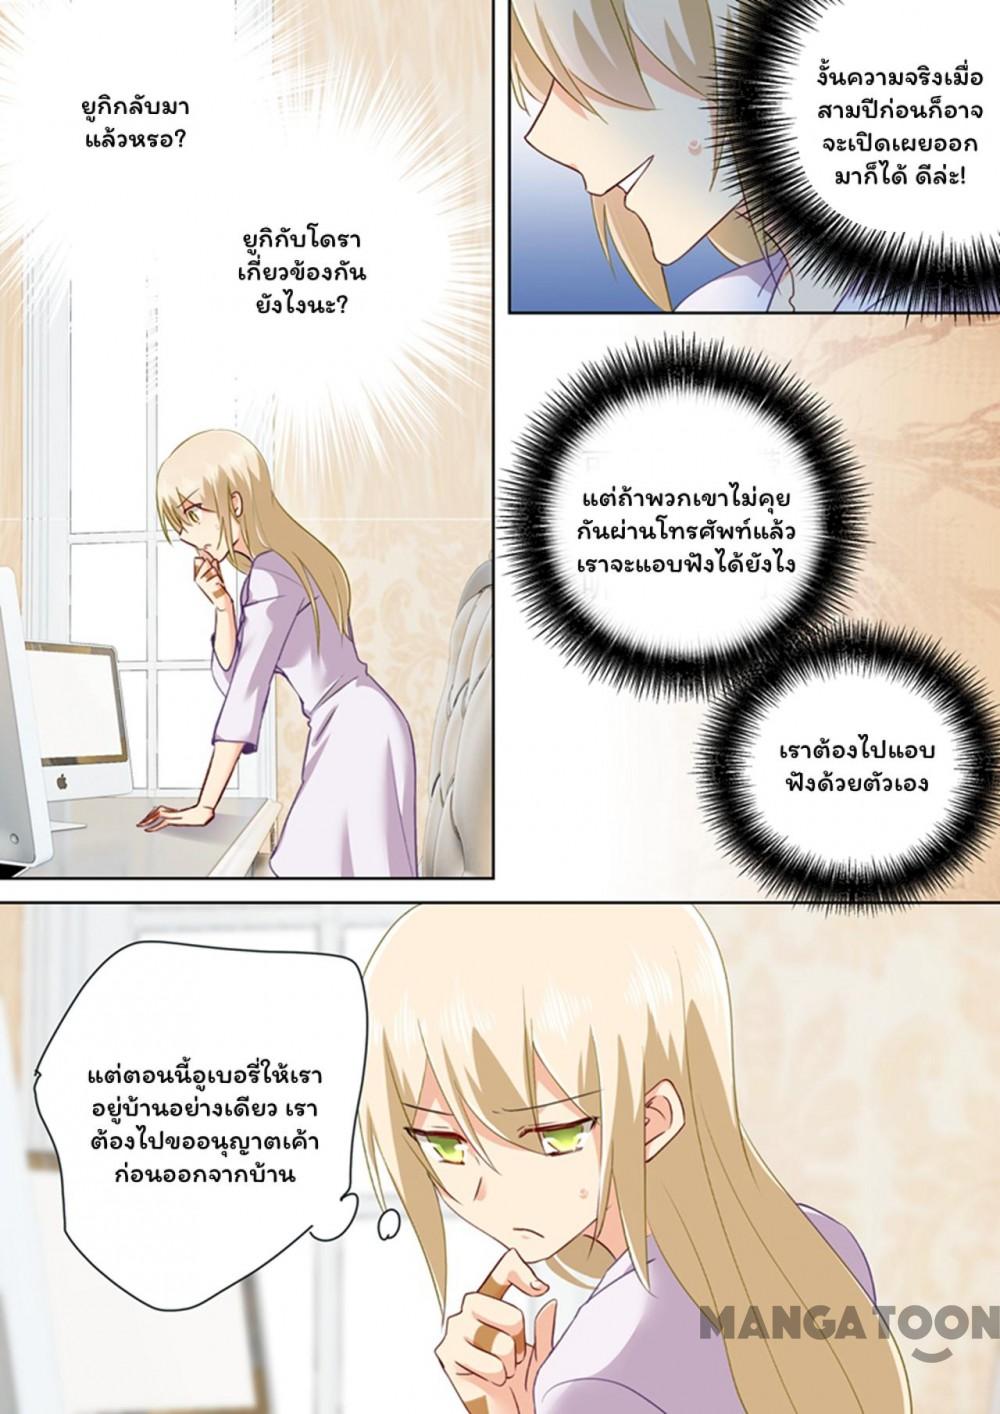 ยูกิกลับมา
แล้วหรอ?
ยูกิกับโดรา
เกี่ยวข้องกัน
ยังไงนะ?
งั้นความจริงเมื่อ
สามปีก่อนก็อาจ
จะเปิดเผยออก
มาก็ได้ ดีล่ะ!
แต่ถ้าพวกเขาไม่คุย
กันผ่านโทรศัพท์แล้ว
เราจะแอบฟังได้ยังไง
เราต้องไปแอบ
ฟังด้วยตัวเอง
แต่ตอนนี้อูเบอรี่ให้เรา
อยู่บ้านอย่างเดียว เรา
ต้องไปขออนุญาตเค้า
ก่อนออกจากบ้าน
MANGATOON